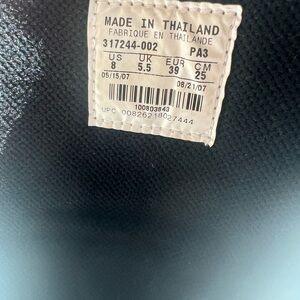 MADE IN THAILAND
FABRIQUE EN THAILANDE
317244-002 PA3
US UK EUR CM
8 5.5 39 25
05/15/07 08/21/07
100803843
UPC 00826218027444